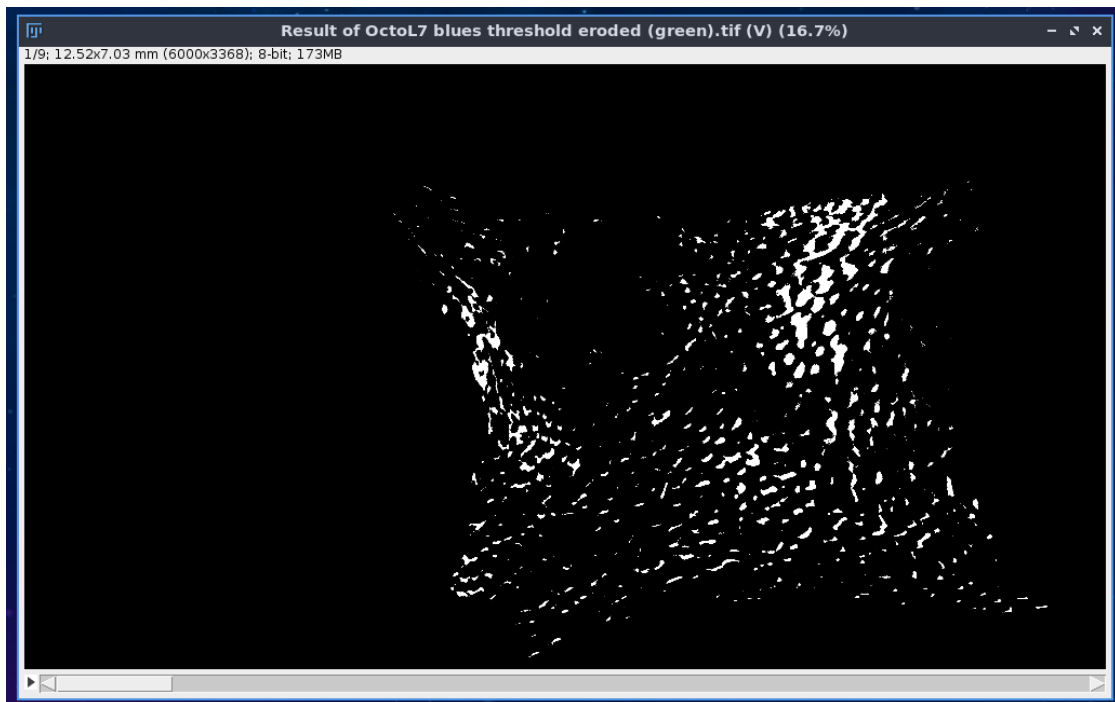 Result of OctoL7 blues threshold eroded (green).tif (V) (16.7%)
1/9; 12.52x7.03 mm (6000x3368); 8-bit; 173MB